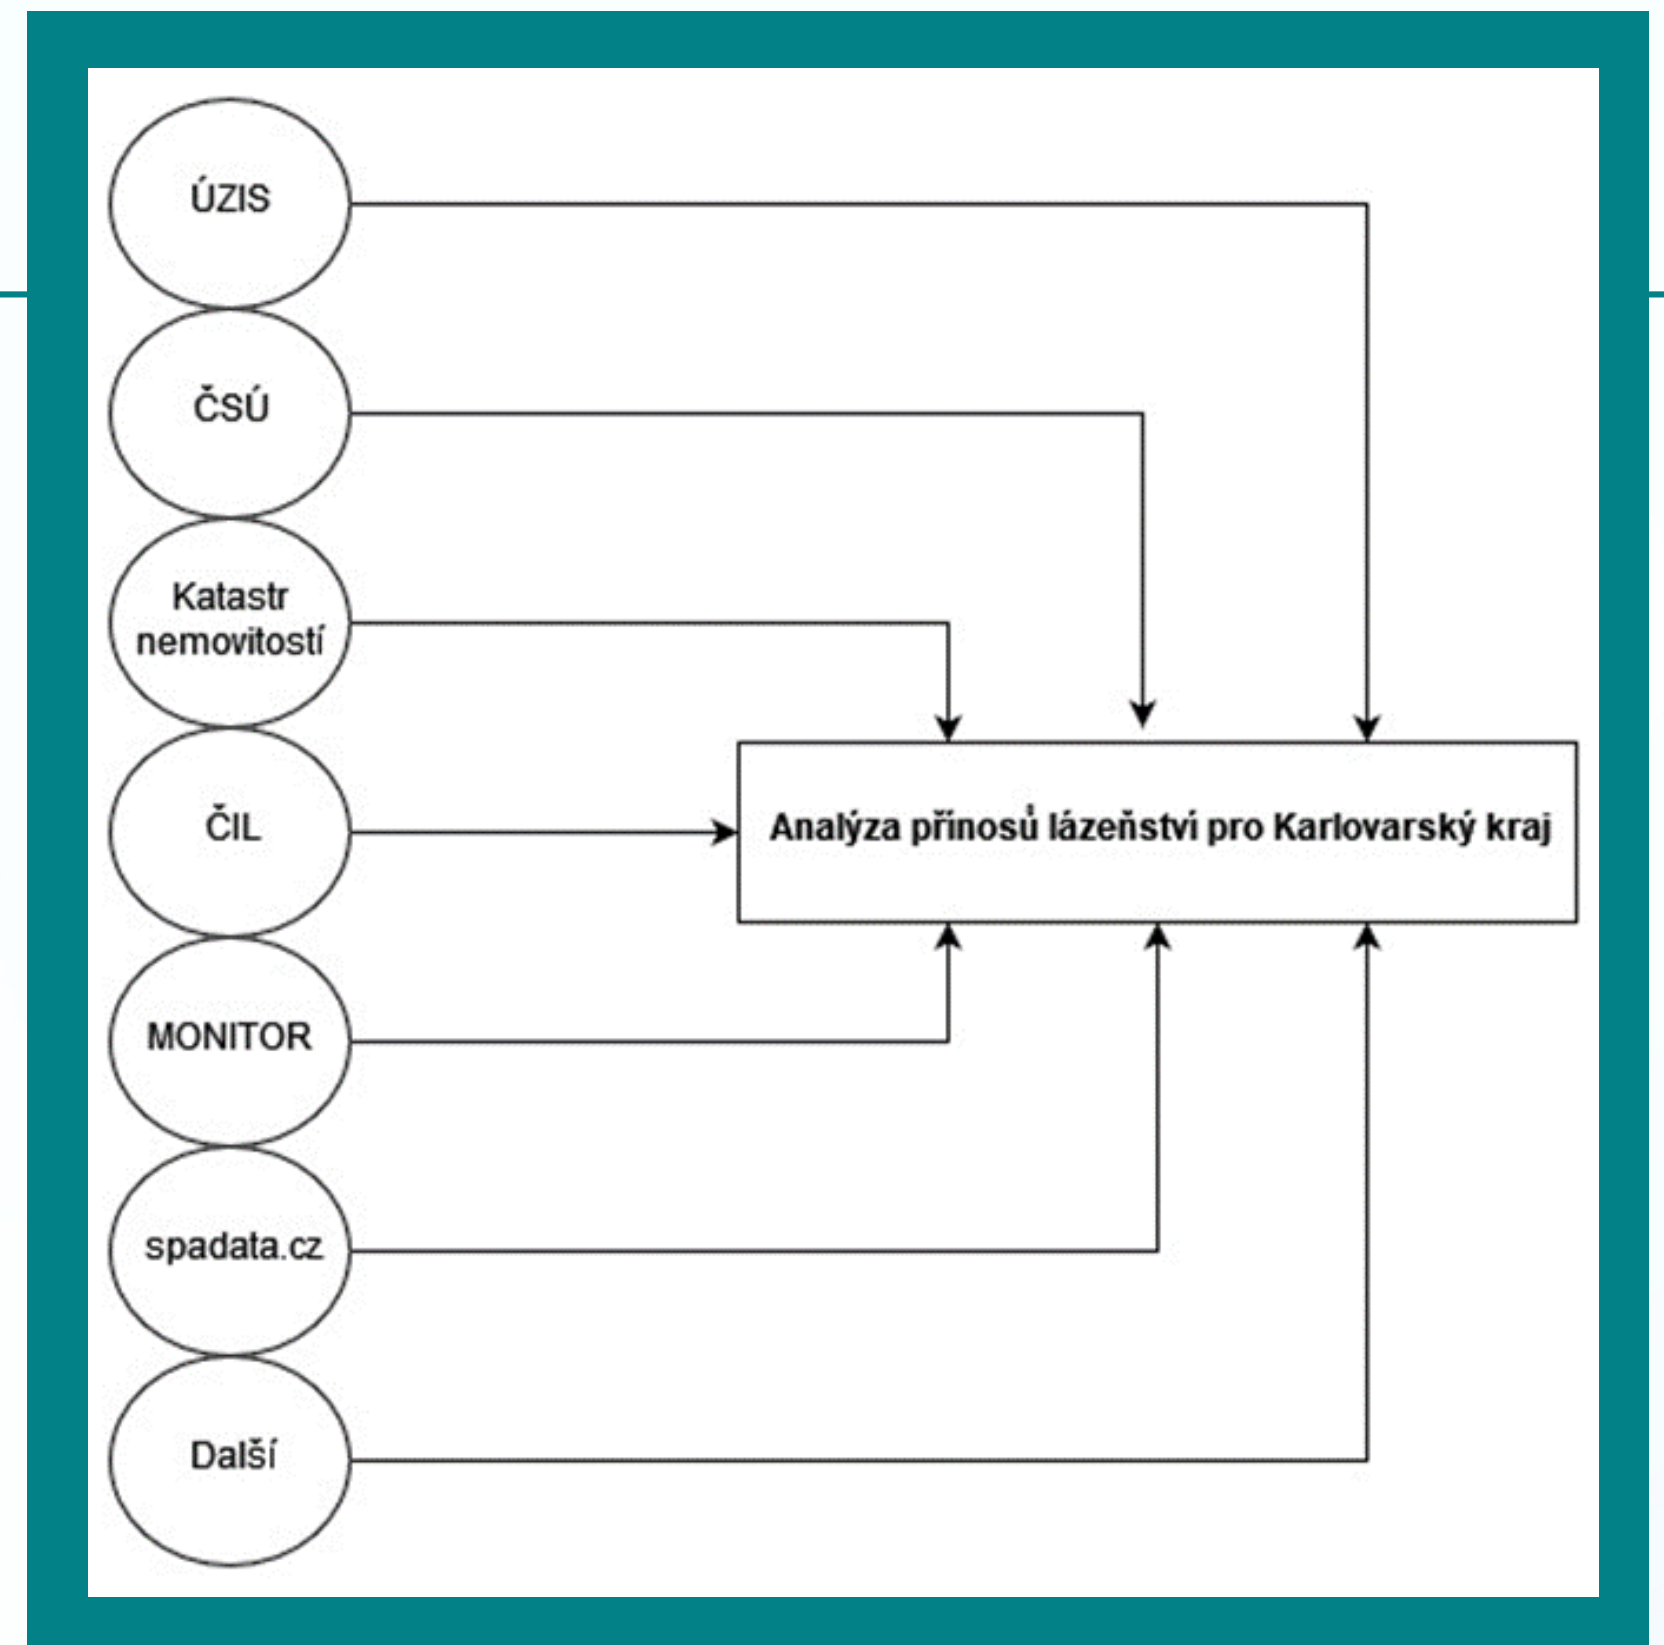 ÚZIS
ČSÚ
Katastr
nemovitostí
ČIL
Analýza přínosů lázeňství pro Karlovarský kraj
MONITOR
spadata.cz
Další